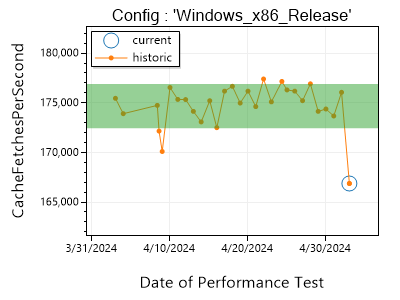 Config : 'Windows_x86_Release'
current
historic
CacheFetchesPerSecond
180,000
175,000
170,000
165,000
3/31/2024
4/10/2024
4/20/2024
4/30/2024
Date of Performance Test